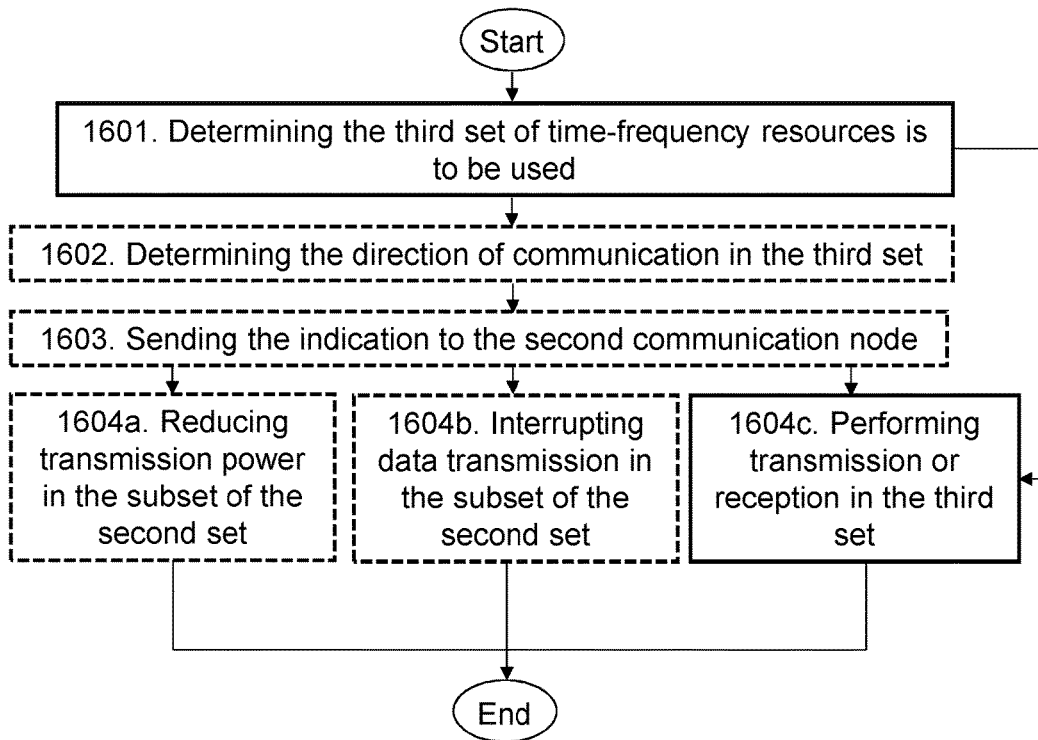 Start
1601. Determining the third set of time-frequency resources is
to be used
1602. Determining the direction of communication in the third set
1603. Sending the indication to the second communication node
1604a. Reducing
transmission power
in the subset of the
second set
1604b. Interrupting
data transmission in
the subset of the
second set
1604c. Performing
transmission or
reception in the third
set
End